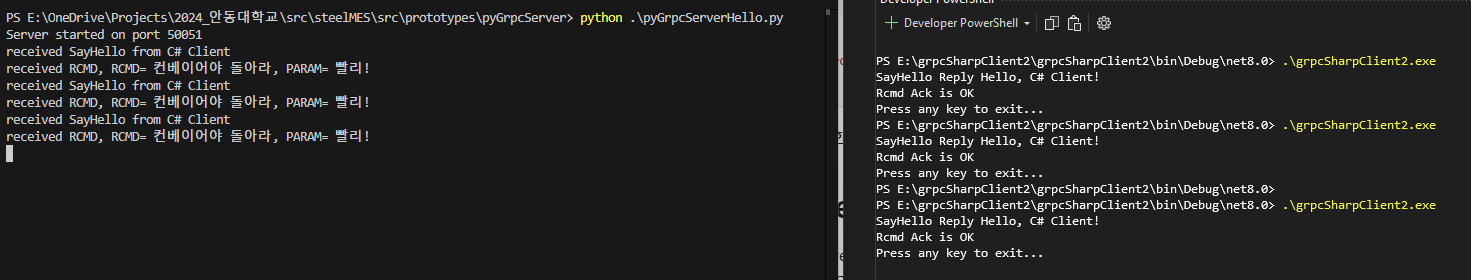 PS E:\OneDrive\Projects\2024_안동대학교\src\steelMES\src\prototypes\pyGrpcServer> python .\pyGrpcServerHello.py
Server started on port 50051
received SayHello from C# Client
received RCMD, RCMD= 컨베이어야 돌아라, PARAM= 빨리!
received SayHello from C# Client
received RCMD, RCMD= 컨베이어야 돌아라, PARAM= 빨리!
received SayHello from C# Client
received RCMD, RCMD= 컨베이어야 돌아라, PARAM= 빨리!
Developer PowerShell
Developer PowerShell
PS E:\grpcSharpClient2\grpcSharpClient2\bin\Debug\net8.0> .\grpcSharpClient2.exe
SayHello Reply Hello, C# Client!
Rcmd Ack is OK
Press any key to exit...
PS E:\grpcSharpClient2\grpcSharpClient2\bin\Debug\net8.0> .\grpcSharpClient2.exe
SayHello Reply Hello, C# Client!
Rcmd Ack is OK
Press any key to exit...
PS E:\grpcSharpClient2\grpcSharpClient2\bin\Debug\net8.0>
PS E:\grpcSharpClient2\grpcSharpClient2\bin\Debug\net8.0> .\grpcSharpClient2.exe
SayHello Reply Hello, C# Client!
Rcmd Ack is OK
Press any key to exit...